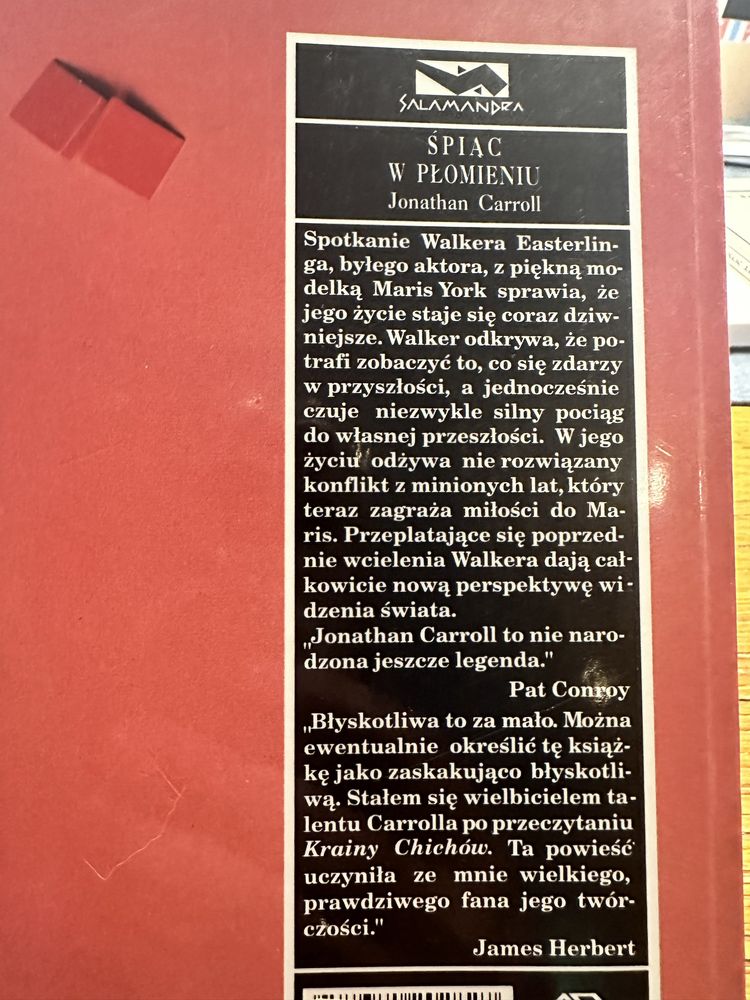 SALAMANDRA
ŚPIĄC
W PŁOMIENIU
Jonathan Carroll
Spotkanie Walkera Easterlin-
ga, byłego aktora, z piękną mo-
delką Maris York sprawia, że
jego życie staje się coraz dziw-
niejsze. Walker odkrywa, że po-
trafi zobaczyć to, co się zdarzy
w przyszłości, a jednocześnie
czuje niezwykle silny pociąg
do własnej przeszłości. W jego
życiu odżywa nie rozwiązany
konflikt z minionych lat, który
teraz zagraża miłości do Ma-
ris. Przeplatające się poprzed-
nie wcielenia Walkera dają cał-
kowicie nową perspektywę wi-
dzenia świata.
„Jonathan Carroll to nie naro-
dzona jeszcze legenda."
Pat Conroy
„Błyskotliwa to za mało. Można
ewentualnie określić tę książ-
kę jako zaskakująco błyskotli-
wą. Stałem się wielbicielem ta-
lentu Carrolla po przeczytaniu
Krainy Chichów. Ta powieść
uczyniła ze mnie wielkiego,
prawdziwego fana jego twór-
czości."
James Herbert